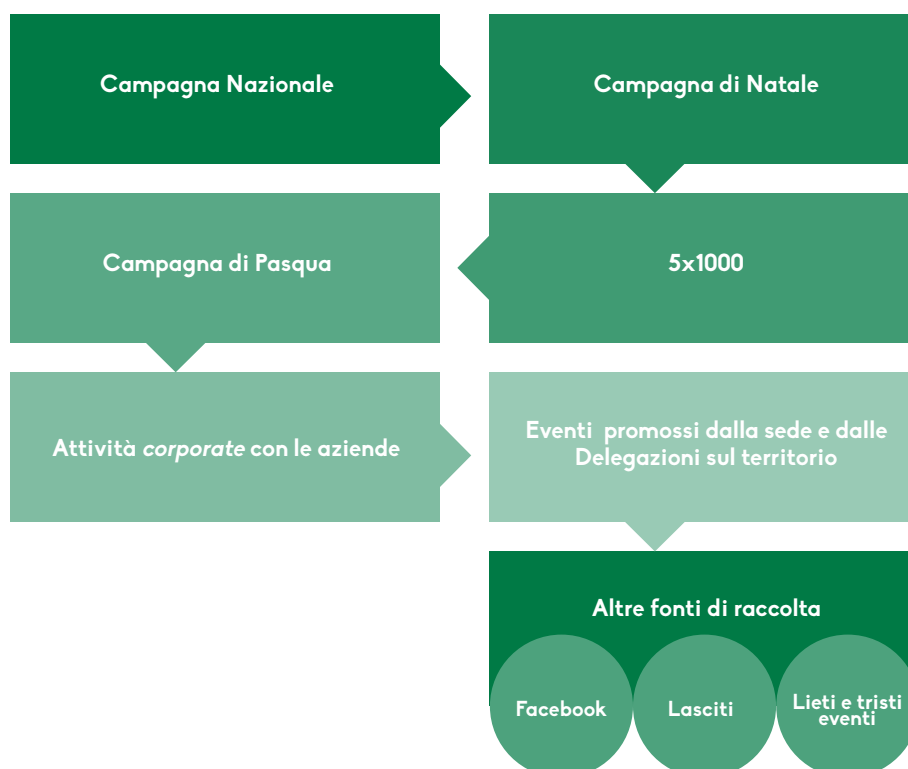 Campagna Nazionale
Campagna di Natale
5x1000
Campagna di Pasqua
Attività corporate con le aziende
Eventi promossi dalla sede e dalle
Delegazioni sul territorio
Altre fonti di raccolta
Facebook
Lasciti
Lieti e tristi
eventi